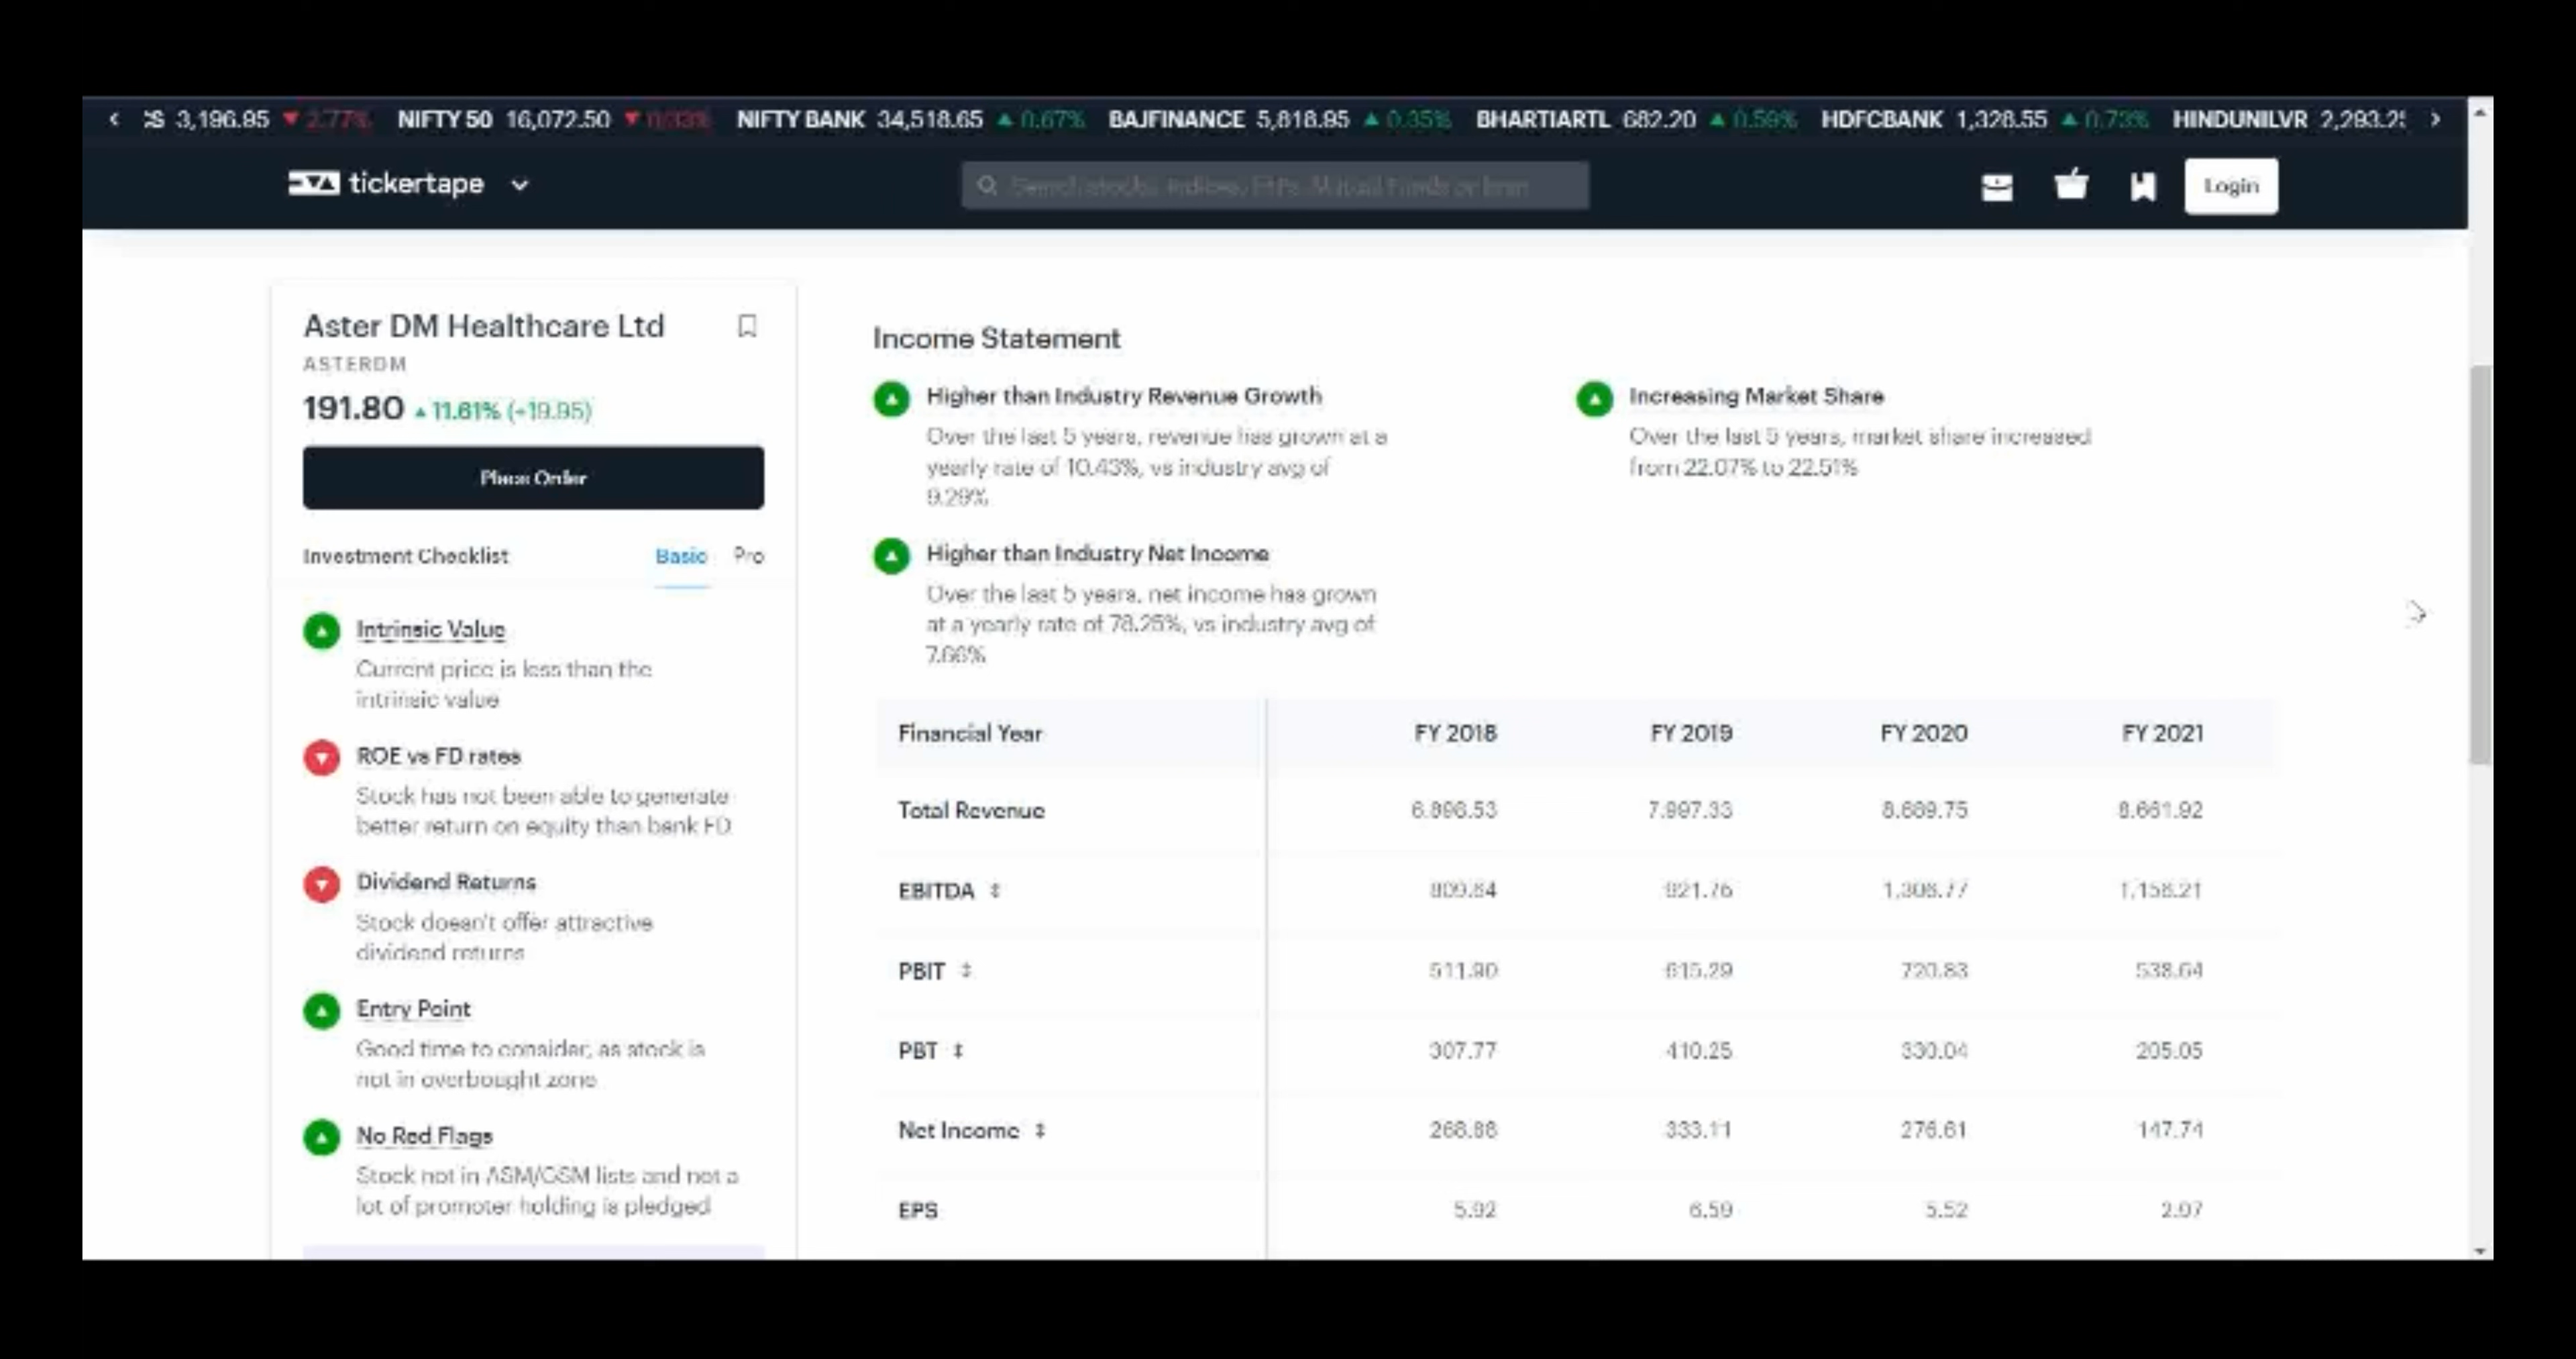 3,196.95 ▼ 2.77% NIFTY 50 16,072.50 ▼ NIFTY BANK 34,518.65 ▲ 0.67% BAJFINANCE 5,818.95 ▲ 0.35% BHARTIARTL 682.20 ▲ 0.59% HDFCBANK 1,328.55 ▲ 0.73% HINDUNILVR
tickertape
Search stocks, indices, ETFs, Mutual Funds or
Login
Aster DM Healthcare Ltd
ASTERDM
191.80 ▲ 11.61% (+19.95)
Place Order
Investment Checklist Basic Pro
Intrinsic Value
Current price is less than the
intrinsic value
ROE vs FD rates
Stock has not been able to generate
better return on equity than bank FD
Dividend Returns
Stock doesn't offer attractive
dividend returns
Entry Point
Good time to consider, as stock is
not in overbought zone
No Red Flags
Stock not in ASM/GSM lists and not a
lot of promoter holding is pledged
Income Statement
Higher than Industry Revenue Growth
Over the last 5 years, revenue has grown at a
yearly rate of 10.43%, vs industry avg of
9.29%
Increasing Market Share
Over the last 5 years, market share increased
from 22.07% to 22.51%
Higher than Industry Net Income
Over the last 5 years, net income has grown
at a yearly rate of 78.25%, vs industry avg of
7.66%
Financial Year FY 2018 FY 2019 FY 2020 FY 2021
Total Revenue 7,997.33 8,661.92
EBITDA 921.76 1,306.77 1,158.21
PBIT 511.90 615.29 720.83 538.64
PBT 307.77 410.25 330.04 205.05
Net Income 268.88 333.11 276.61 147.74
EPS 5.92 6.59 5.52 2.97